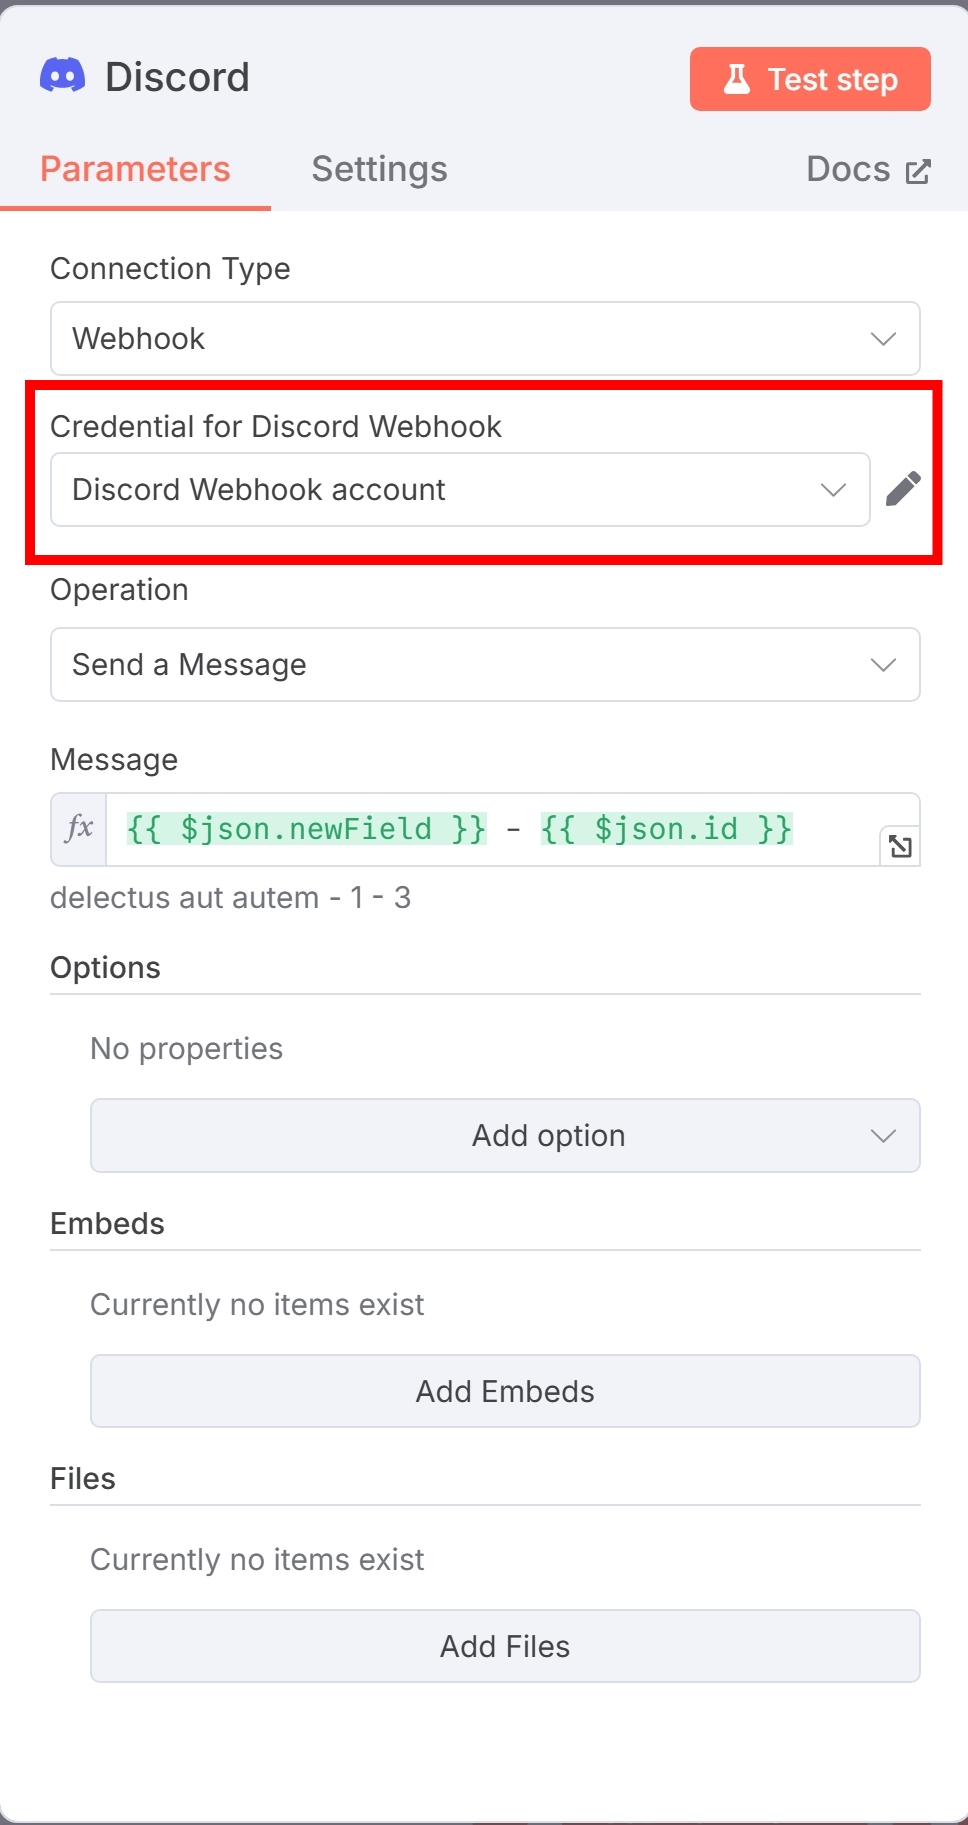 Discord
Test step
Parameters Settings Docs
Connection Type
Webhook
Credential for Discord Webhook
Discord Webhook account
Operation
Send a Message
Message
fx {{ $json.newField }} - {{ $json.id }}
delectus aut autem - 1 - 3
Options
No properties
Add option
Embeds
Currently no items exist
Add Embeds
Files
Currently no items exist
Add Files